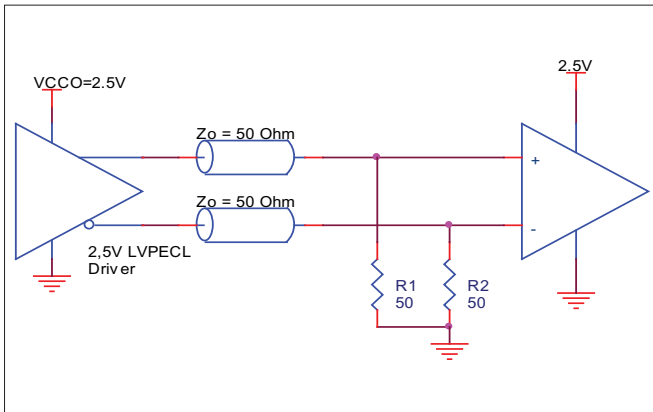 VCCO=2.5V
2.5V
Zo = 50 Ohm
+
Zo = 50 Ohm
-
2,5V LVPECL
Driver
R1
50
R2
50